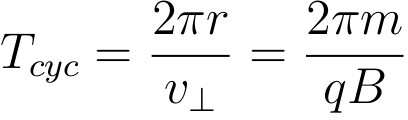 $T_{cyc} = \frac{2\pi r}{v_{\perp}} = \frac{2\pi m}{qB}$